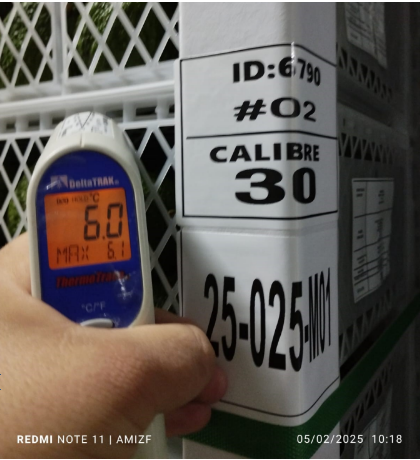 ID:6790
#02
CALIBRE
30
25-025-M01
DeltaTRAK
°C
6.0
MAX 6.1
ThermoTrace
°C/°F
REDMI NOTE 11 | AMIZF
05/02/2025 10:18